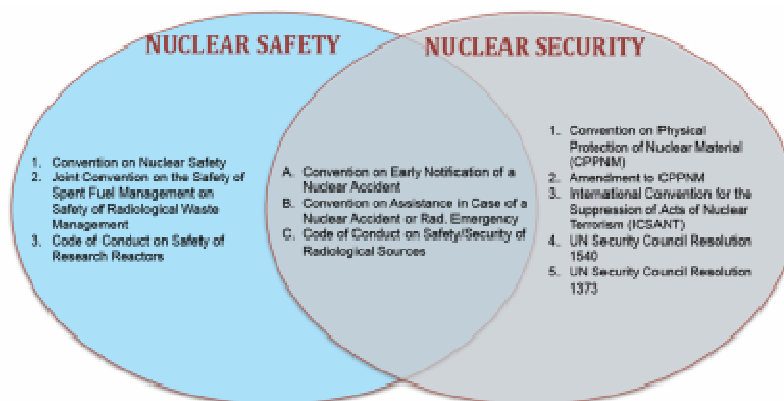 NUCLEAR SAFETY
NUCLEAR SECURITY
1. Convention on Nuclear Safety
2. Joint Convention on the Safety of
Spent Fuel Management on
Safety of Radiological Waste
Management
3. Code of Conduct on Safety of
Research Reactors
A. Convention on Early Notification of a
Nuclear Accident
B. Convention on Assistance in Case of a
Nuclear Accident or Rad. Emergency
C. Code of Conduct on Safety/Security of
Radiological Sources
1. Convention on Physical
Protection of Nuclear Material
(CPPNM)
2. Amendment to CPPNM
3. International Convention for the
Suppression of Acts of Nuclear
Terrorism (ICSANT)
4. UN Security Council Resolution
1540
5. UN Security Council Resolution
1373